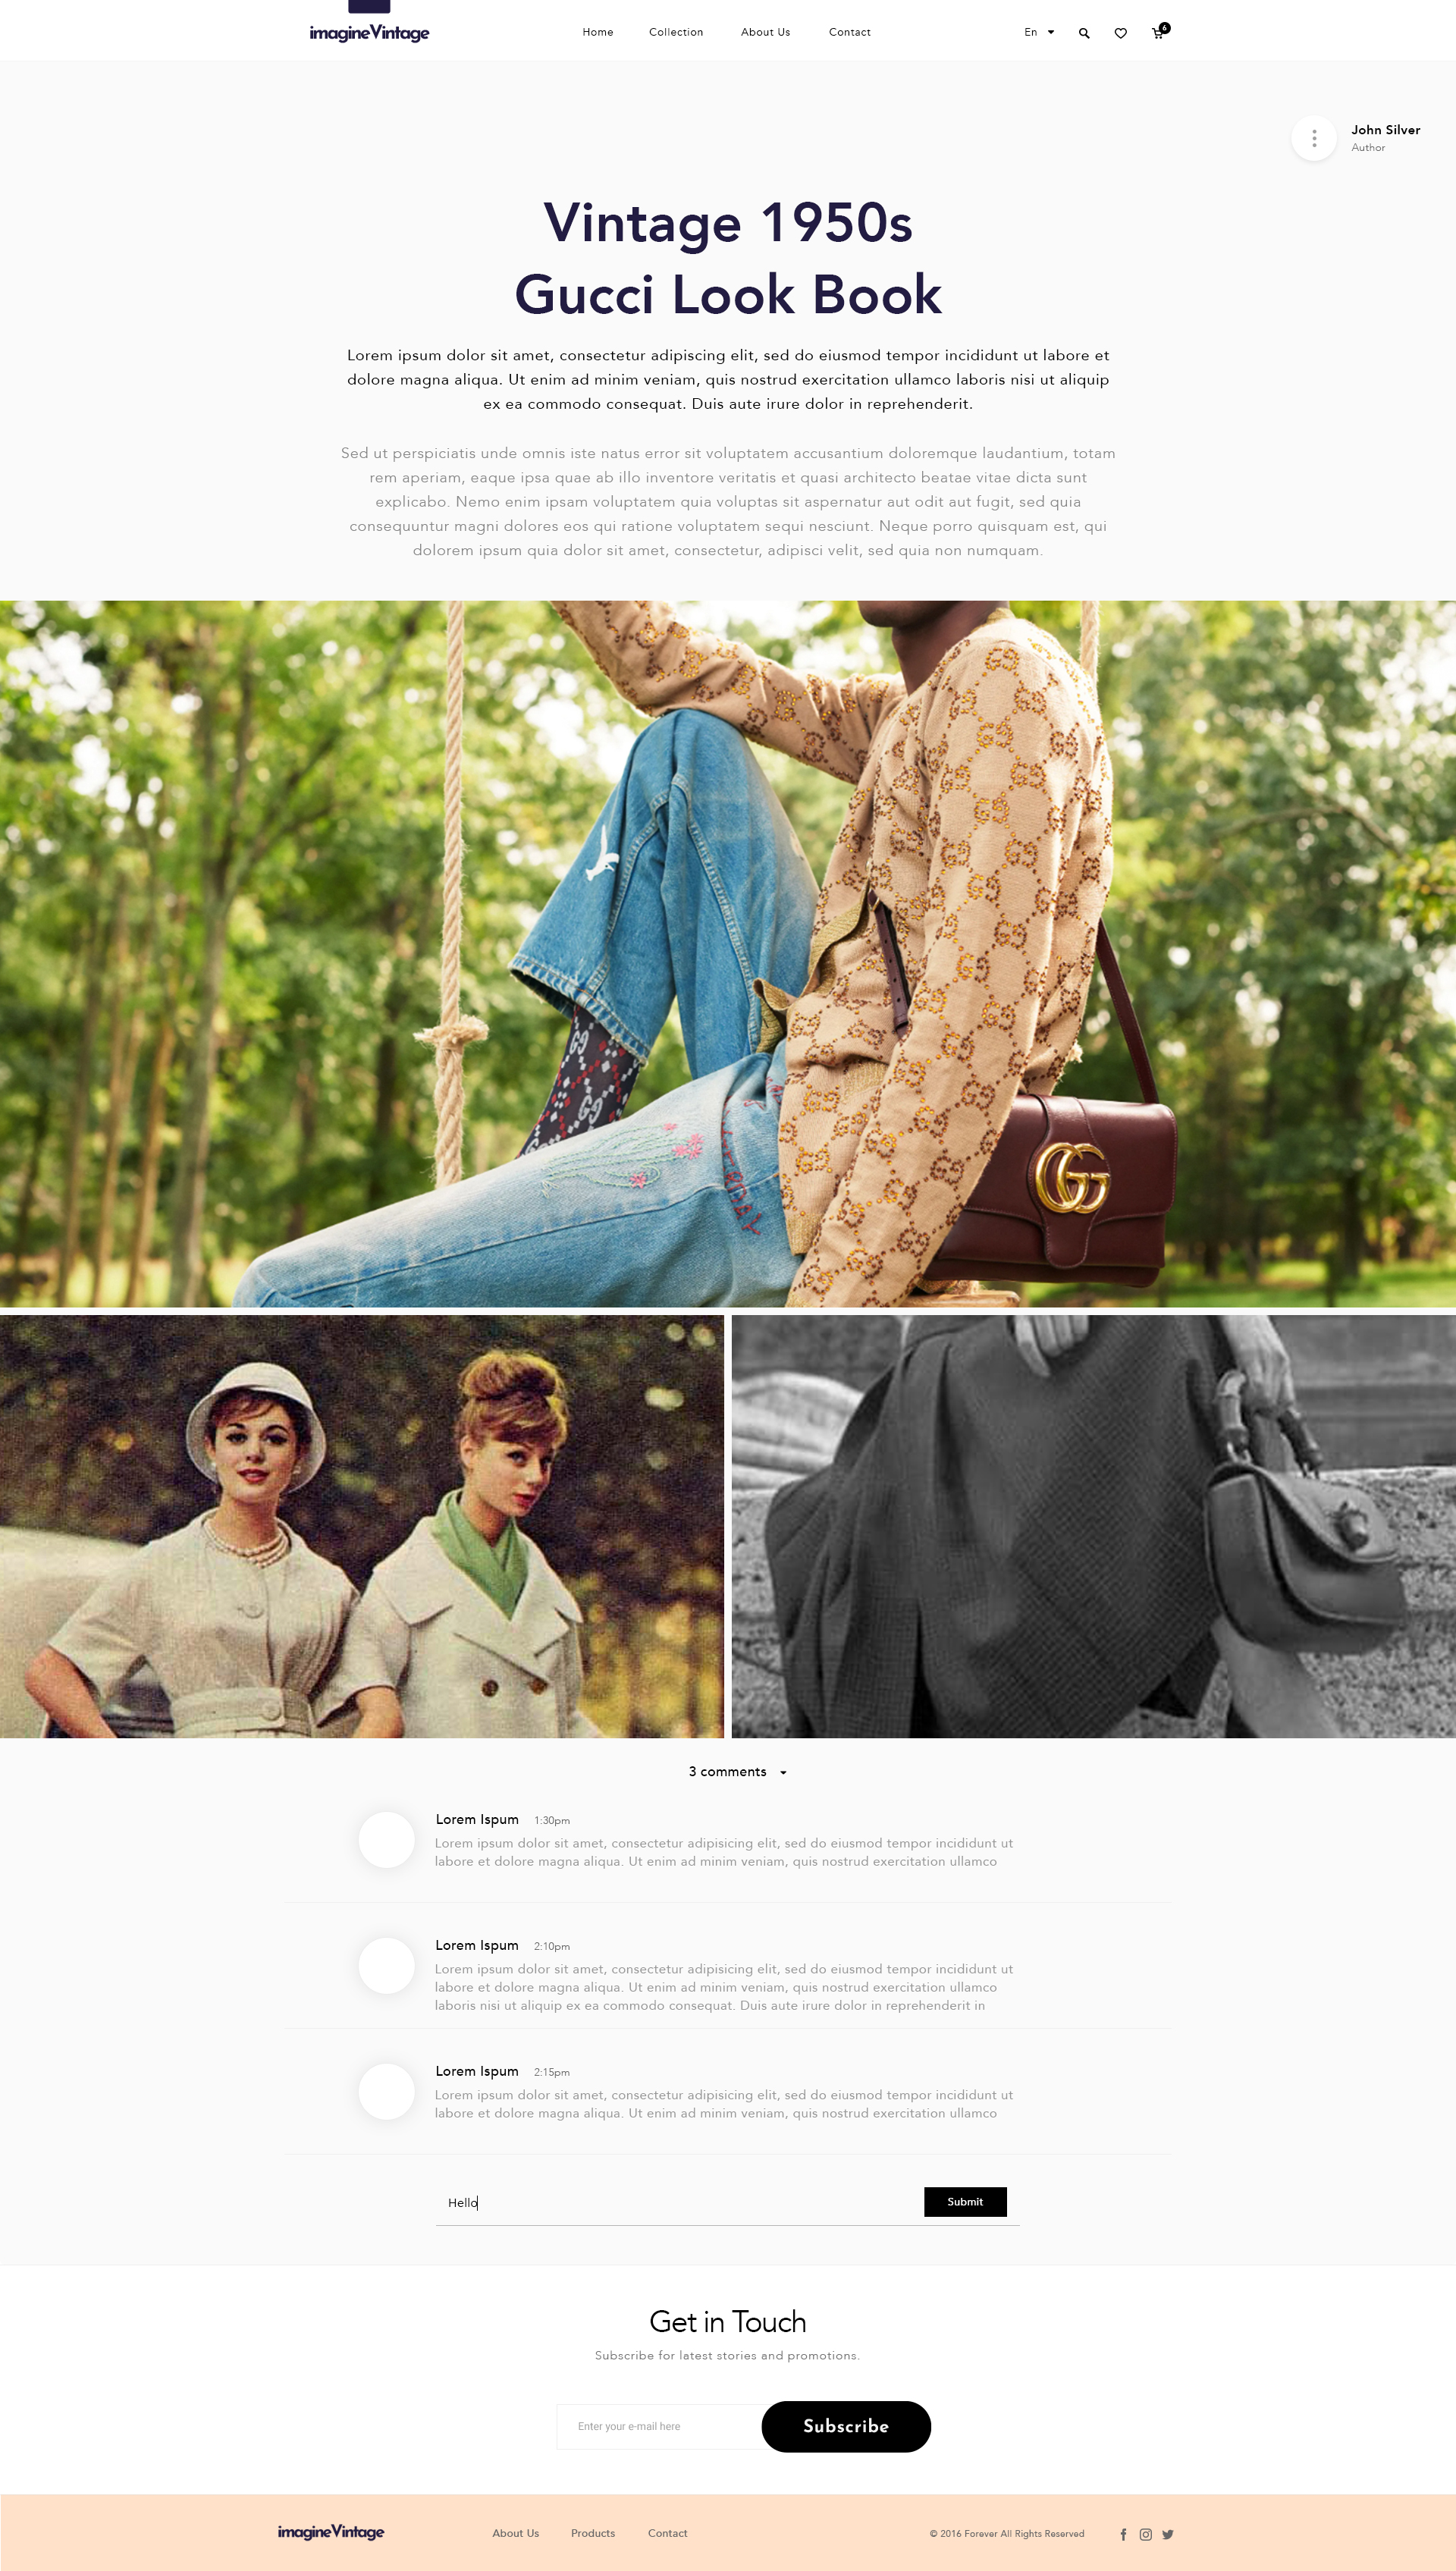 imagineVintage
Home Collection About Us Contact En 6
John Silver
Author
Vintage 1950s
Gucci Look Book
Lorem ipsum dolor sit amet, consectetur adipiscing elit, sed do eiusmod tempor incididunt ut labore et
dolore magna aliqua. Ut enim ad minim veniam, quis nostrud exercitation ullamco laboris nisi ut aliquip
ex ea commodo consequat. Duis aute irure dolor in reprehenderit.
Sed ut perspiciatis unde omnis iste natus error sit voluptatem accusantium doloremque laudantium, totam
rem aperiam, eaque ipsa quae ab illo inventore veritatis et quasi architecto beatae vitae dicta sunt
explicabo. Nemo enim ipsam voluptatem quia voluptas sit aspernatur aut odit aut fugit, sed quia
consequuntur magni dolores eos qui ratione voluptatem sequi nesciunt. Neque porro quisquam est, qui
dolorem ipsum quia dolor sit amet, consectetur, adipisci velit, sed quia non numquam.
3 comments
Lorem Ispum 1:30pm
Lorem ipsum dolor sit amet, consectetur adipisicing elit, sed do eiusmod tempor incididunt ut
labore et dolore magna aliqua. Ut enim ad minim veniam, quis nostrud exercitation ullamco
Lorem Ispum 2:10pm
Lorem ipsum dolor sit amet, consectetur adipisicing elit, sed do eiusmod tempor incididunt ut
labore et dolore magna aliqua. Ut enim ad minim veniam, quis nostrud exercitation ullamco
laboris nisi ut aliquip ex ea commodo consequat. Duis aute irure dolor in reprehenderit in
Lorem Ispum 2:15pm
Lorem ipsum dolor sit amet, consectetur adipisicing elit, sed do eiusmod tempor incididunt ut
labore et dolore magna aliqua. Ut enim ad minim veniam, quis nostrud exercitation ullamco
Hello Submit
Get in Touch
Subscribe for latest stories and promotions.
Enter your e-mail here Subscribe
imagineVintage About Us Products Contact © 2016 Forever All Rights Reserved